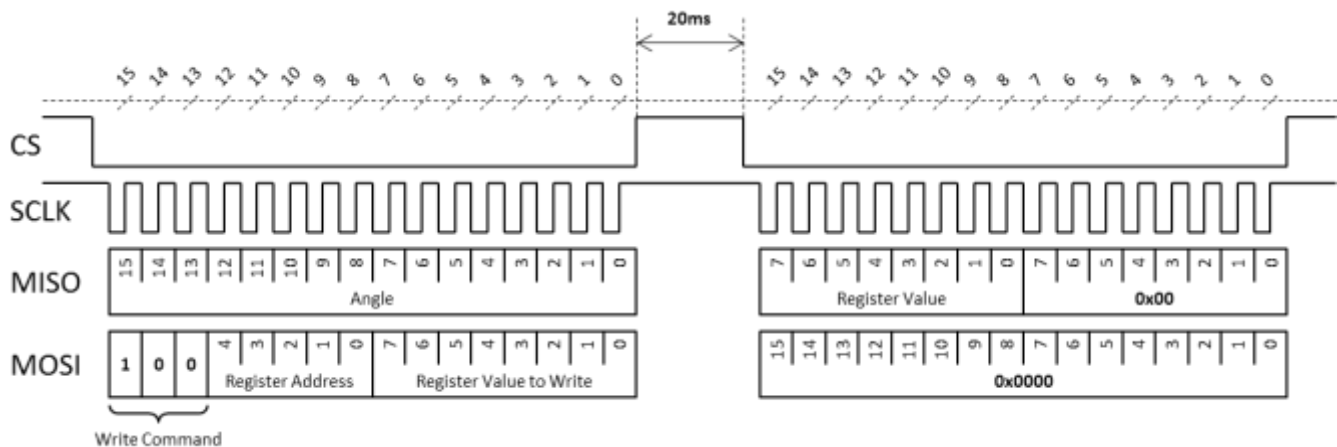 20ms
15 14 13 12 11 10 9 8 7 6 5 4 3 2 1 0 15 14 13 12 11 10 9 8 7 6 5 4 3 2 1 0
CS
SCLK
MISO 15 14 13 12 11 10 9 8 7 6 5 4 3 2 1 0 7 6 5 4 3 2 1 0 7 6 5 4 3 2 1 0
Angle Register Value 0x00
MOSI 1 0 0 4 3 2 1 0 7 6 5 4 3 2 1 0 15 14 13 12 11 10 9 8 7 6 5 4 3 2 1 0
Register Address Register Value to Write 0x0000
Write Command